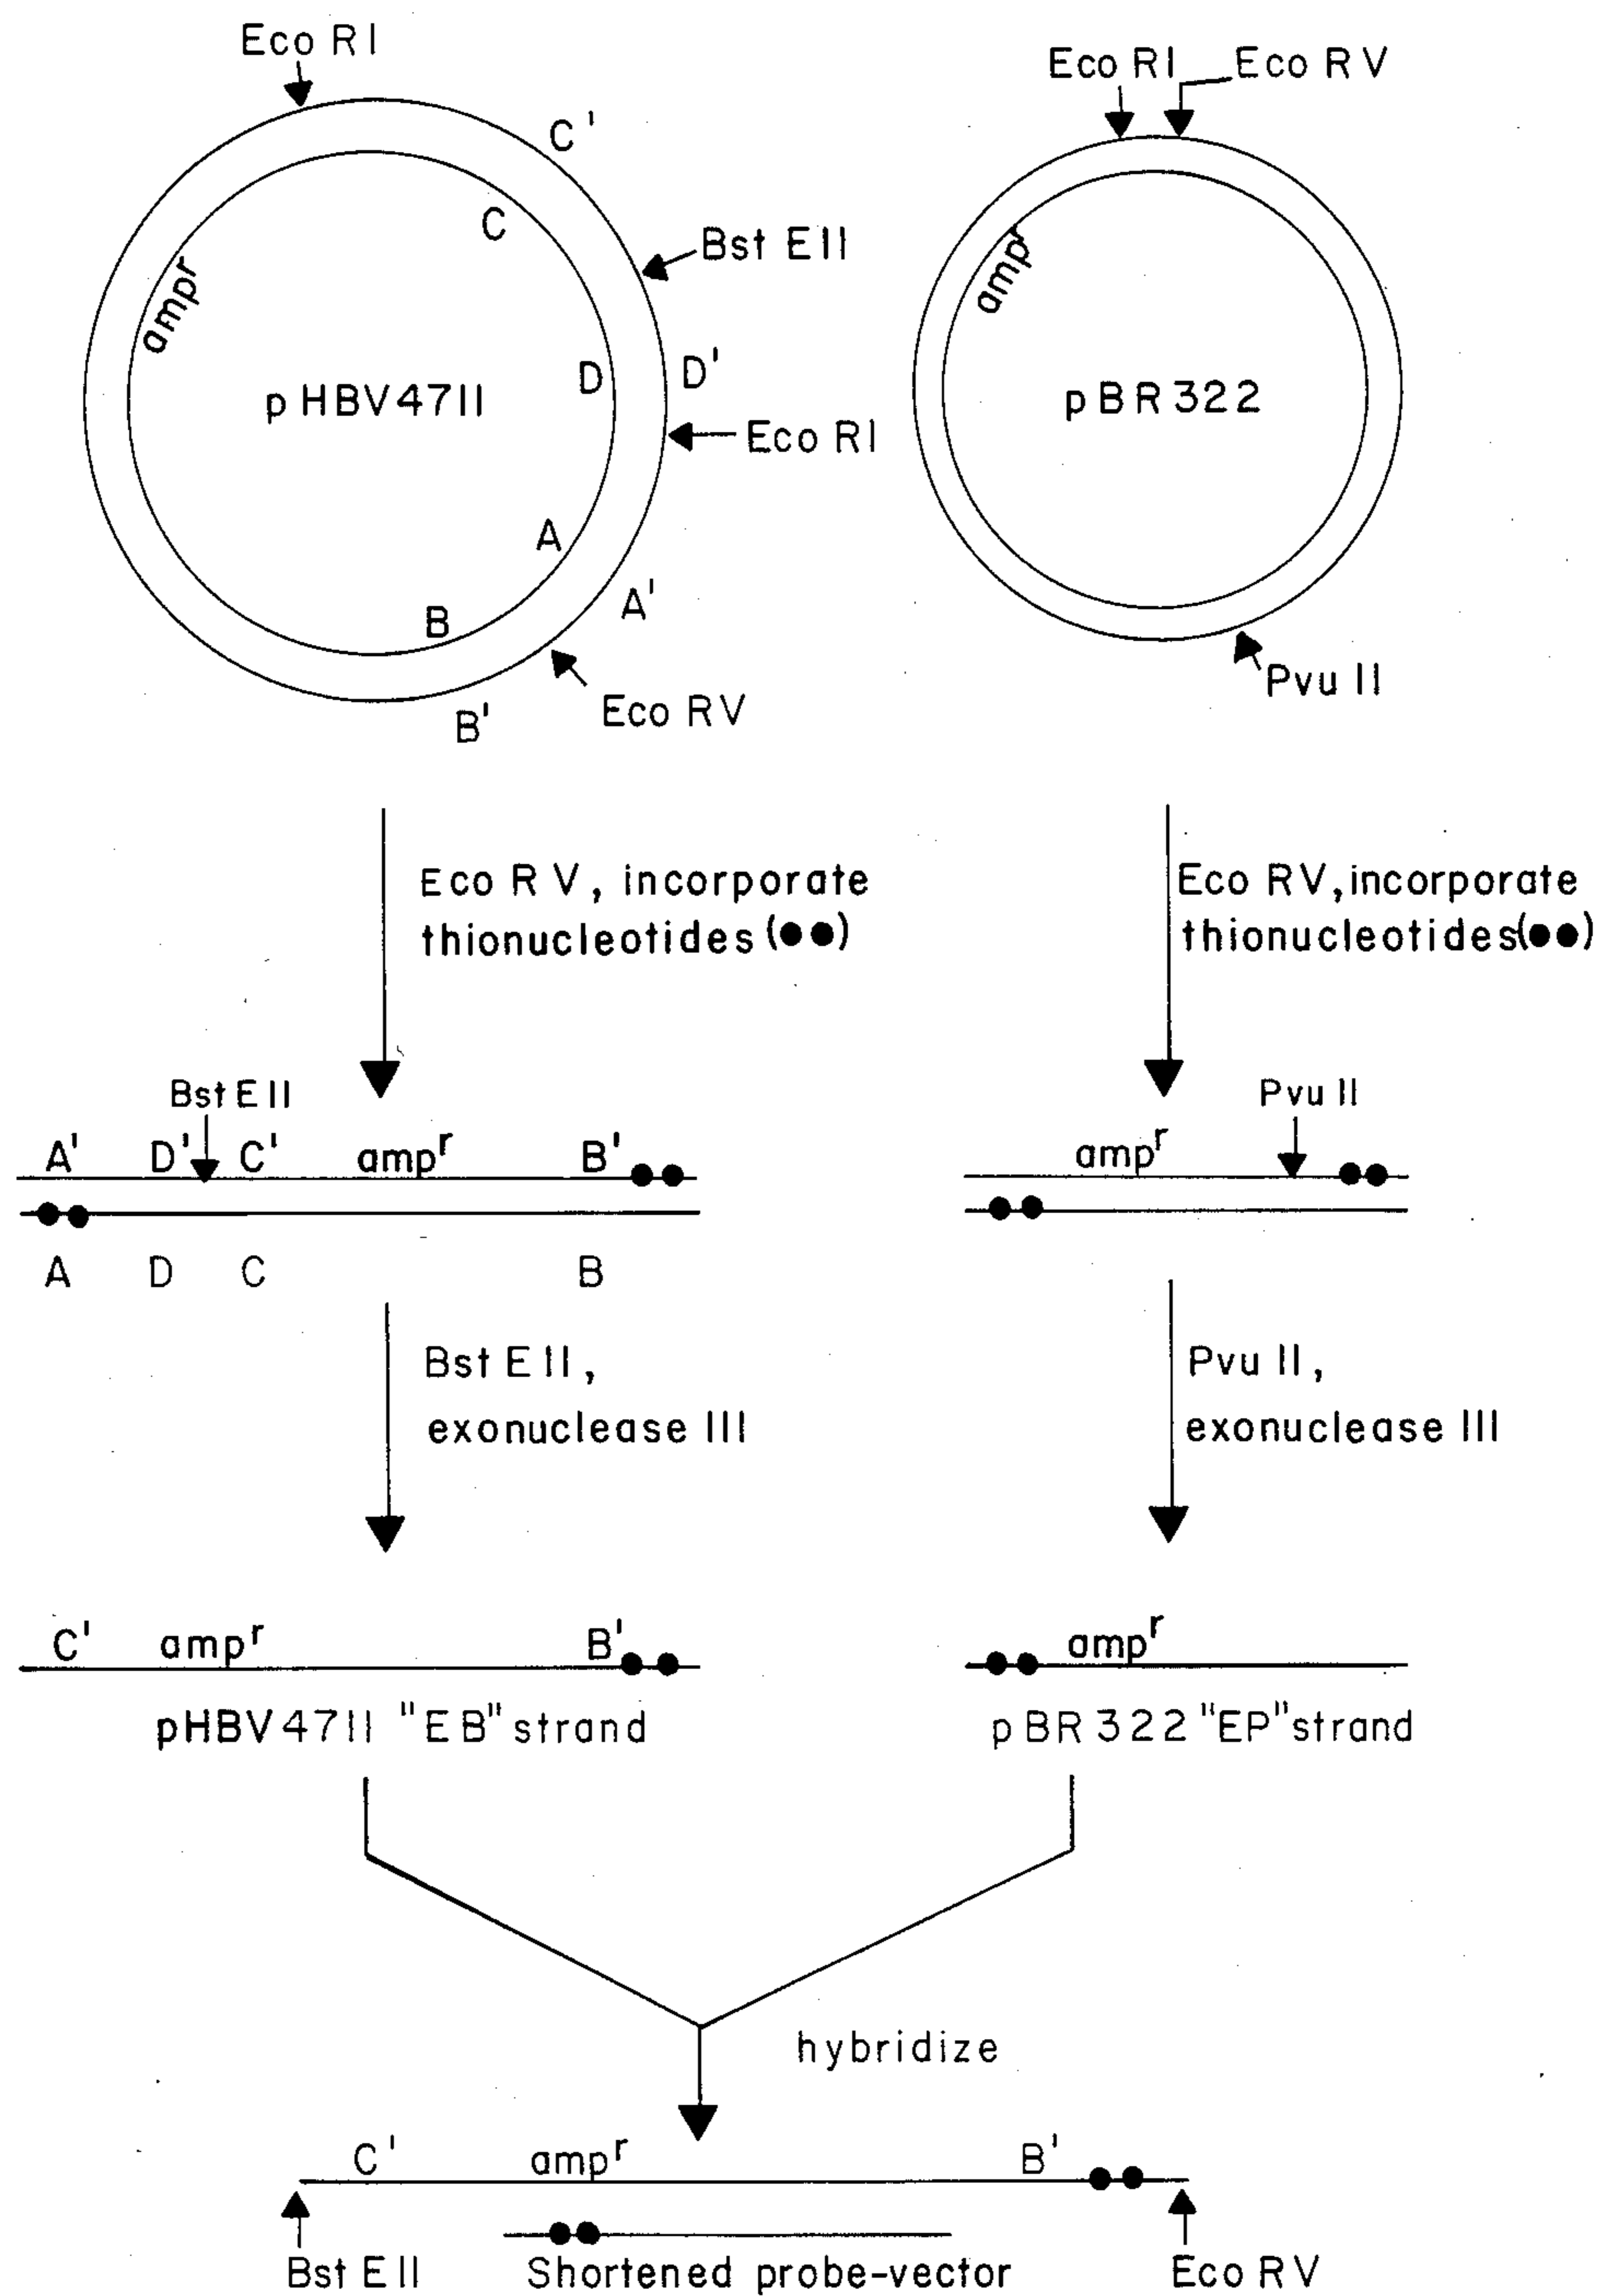 Eco RI
Eco RI
Eco RV
C'
C
Bst EII
ampr
ampr
D
D'
pHBV4711
pBR322
Eco RI
A
A'
B
B'
Eco RV
Pvu II
Eco RV, incorporate
thionucleotides (●●)
Eco RV, incorporate
thionucleotides(●●)
Bst EII
Pvu II
A' D' C' ampr B'
ampr
A D C B
Bst EII,
exonuclease III
Pvu II,
exonuclease III
C' ampr B'
ampr
pHBV4711 "EB" strand
pBR322 "EP" strand
hybridize
C' ampr B'
Bst EII
Shortened probe-vector
Eco RV